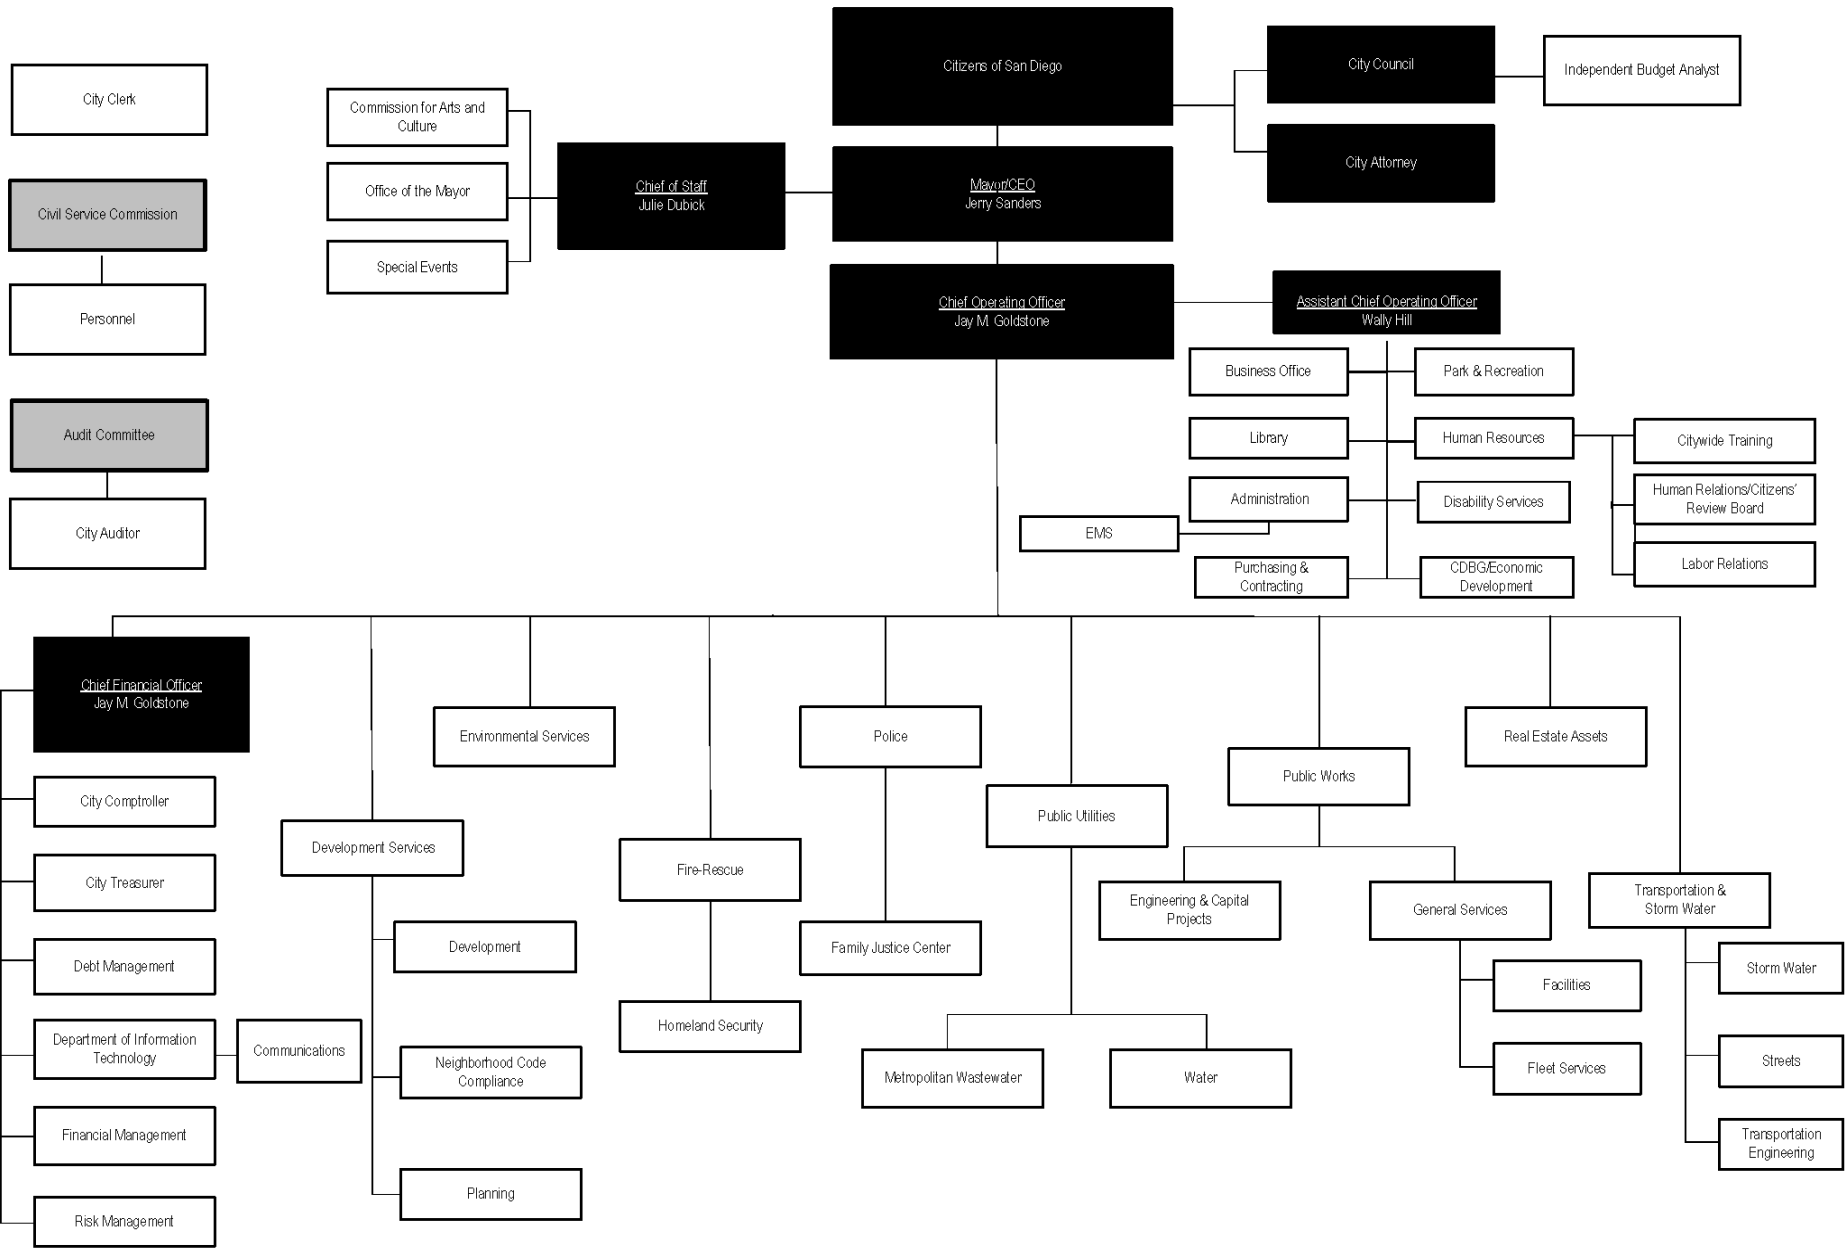 Citizens of San Diego
City Council
Independent Budget Analyst
City Clerk
Commission for Arts and
Culture
City Attorney
Chief of Staff
Julie Dubick
Mayor/CEO
Jerry Sanders
Office of the Mayor
Civil Service Commission
Special Events
Chief Operating Officer
Jay M. Goldstone
Assistant Chief Operating Officer
Wally Hill
Personnel
Business Office
Park & Recreation
Audit Committee
Library
Human Resources
Citywide Training
Administration
Disability Services
Human Relations/Citizens'
Review Board
City Auditor
EMS
Purchasing &
Contracting
CDBG/Economic
Development
Labor Relations
Chief Financial Officer
Jay M. Goldstone
Environmental Services
Police
Real Estate Assets
Public Works
City Comptroller
Public Utilities
Development Services
Fire-Rescue
City Treasurer
Engineering & Capital
Projects
General Services
Transportation &
Storm Water
Development
Family Justice Center
Debt Management
Storm Water
Facilities
Homeland Security
Department of Information
Technology
Communications
Neighborhood Code
Compliance
Metropolitan Wastewater
Water
Fleet Services
Streets
Financial Management
Transportation
Engineering
Planning
Risk Management